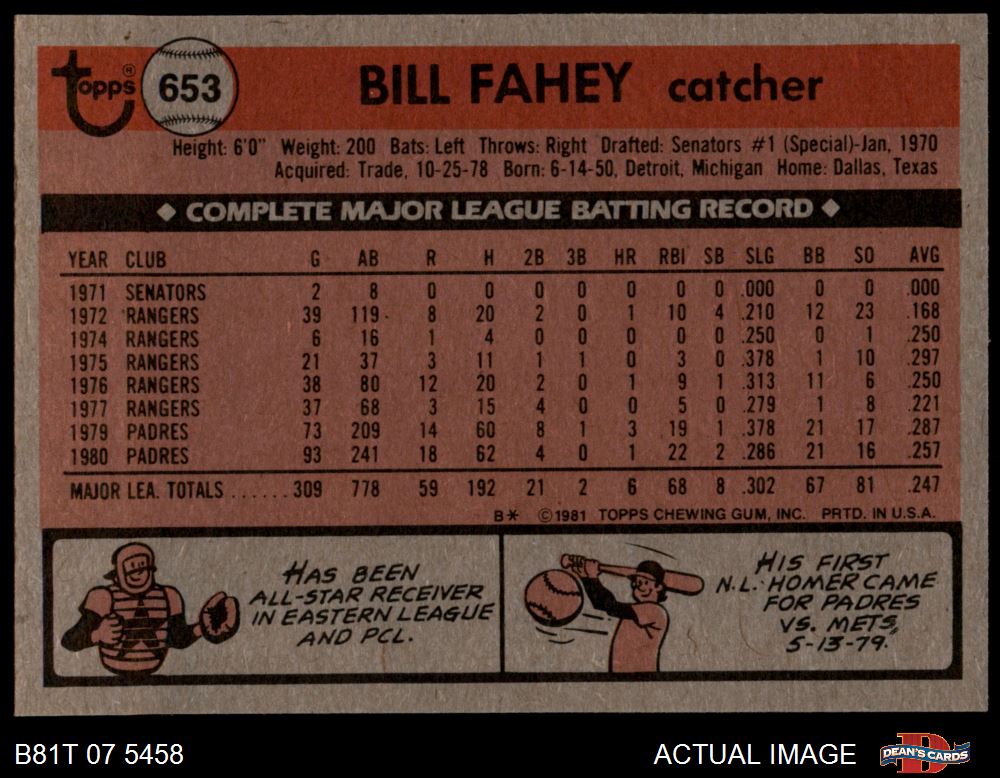 topps®
653
BILL FAHEY catcher
Height: 6'0" Weight: 200 Bats: Left Throws: Right Drafted: Senators #1 (Special)-Jan, 1970
Acquired: Trade, 10-25-78 Born: 6-14-50, Detroit, Michigan Home: Dallas, Texas
◆ COMPLETE MAJOR LEAGUE BATTING RECORD ◆
YEAR CLUB G AB R H 2B 3B HR RBI SB SLG BB SO AVG
1971 SENATORS 2 8 0 0 0 0 0 0 0 .000 0 0 .000
1972 RANGERS 39 119 8 20 2 0 1 10 4 .210 12 23 .168
1974 RANGERS 6 16 1 4 0 0 0 0 0 .250 0 1 .250
1975 RANGERS 21 37 3 11 1 1 0 3 0 .378 1 10 .297
1976 RANGERS 38 80 12 20 2 0 1 9 1 .313 11 6 .250
1977 RANGERS 37 68 3 15 4 0 0 5 0 .279 1 8 .221
1979 PADRES 73 209 14 60 8 1 3 19 1 .378 21 17 .287
1980 PADRES 93 241 18 62 4 0 1 22 2 .286 21 16 .257
MAJOR LEA. TOTALS ......309 778 59 192 21 2 6 68 8 .302 67 81 .247
B* ©1981 TOPPS CHEWING GUM, INC. PRTD. IN U.S.A.
HAS BEEN
ALL-STAR RECEIVER
IN EASTERN LEAGUE
AND PCL.
HIS FIRST
N.L. HOMER CAME
FOR PADRES
VS. METS,
5-13-79.
B81T 07 5458
ACTUAL IMAGE
DEAN'S CARDS